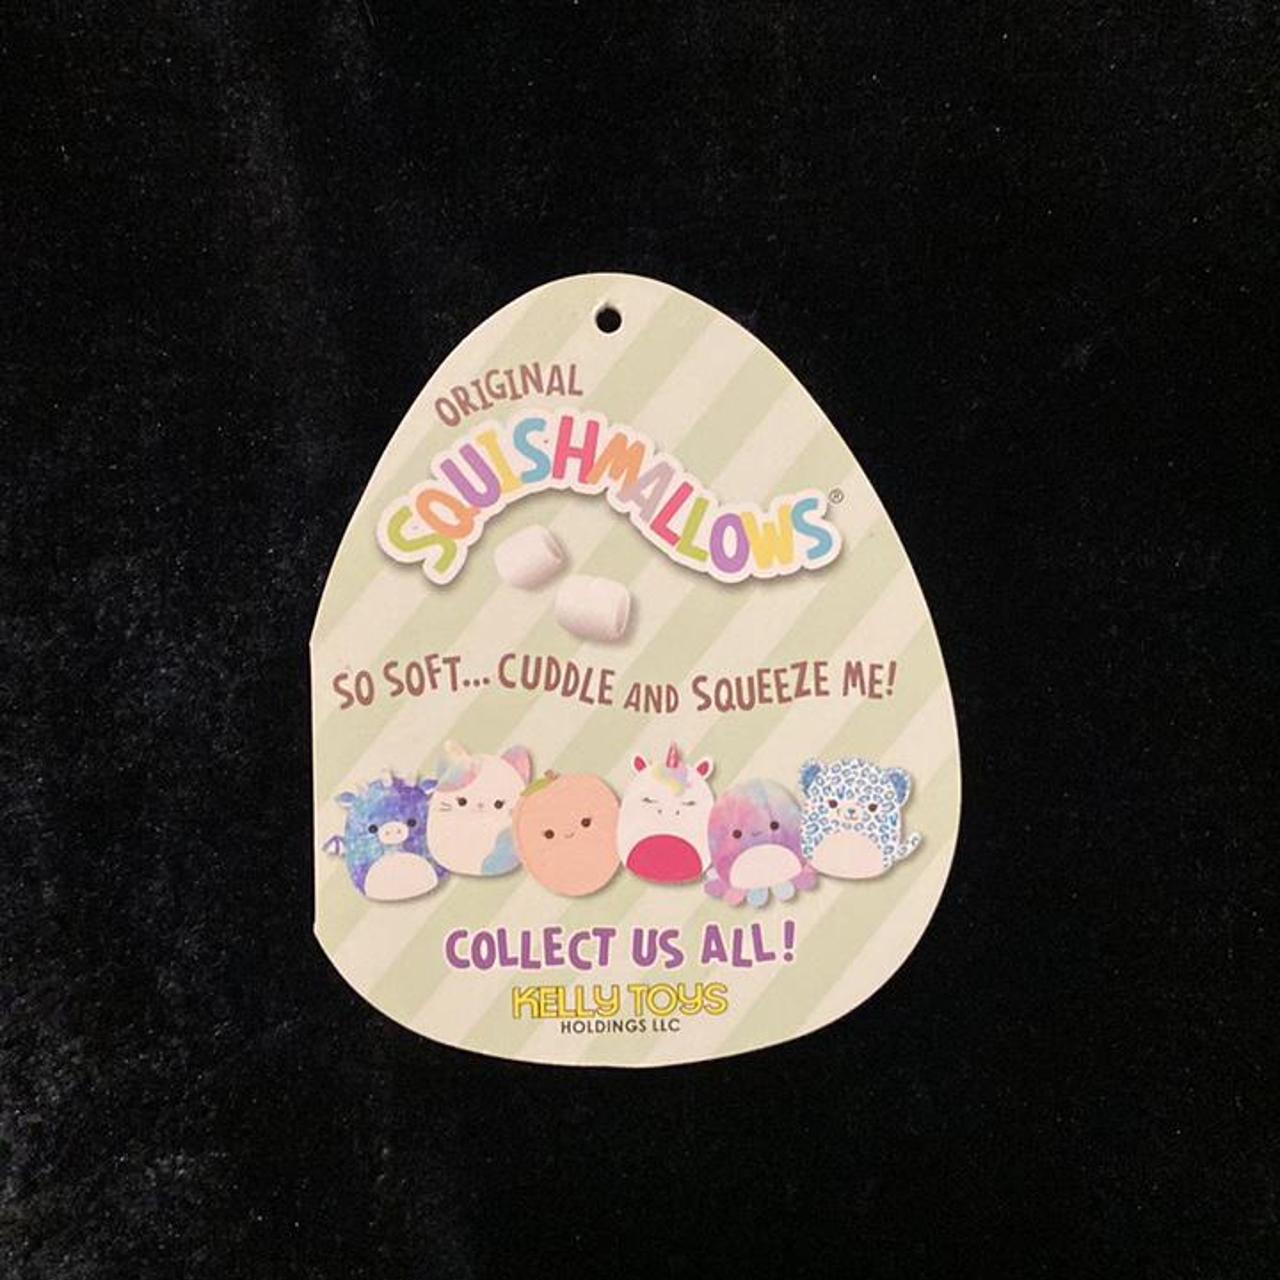 ORIGINAL
SQUISHMALLOWS®
SO SOFT... CUDDLE AND SQUEEZE ME!
COLLECT US ALL!
KELLY TOYS
HOLDINGS LLC